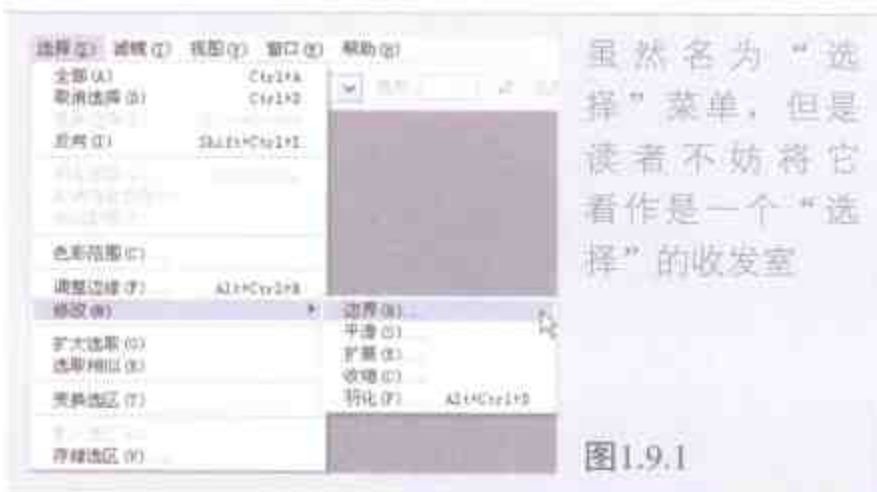 选择(S) 滤镜(T) 视图(V) 窗口(W) 帮助(H)
全部(A) Ctrl+A
取消选择(D) Ctrl+D
反向(I) Shift+Ctrl+I
色彩范围(C)...
调整边缘(F)... Alt+Ctrl+R
修改(M)
边界(B)...
平滑(S)...
扩展(E)...
收缩(C)...
羽化(F)... Alt+Ctrl+D
扩大选取(G)
选取相似(R)
变换选区(T)
存储选区(V)...
虽然名为“选
择”菜单，但是
读者不妨将它
看作是一个“选
择”的收发室
图1.9.1